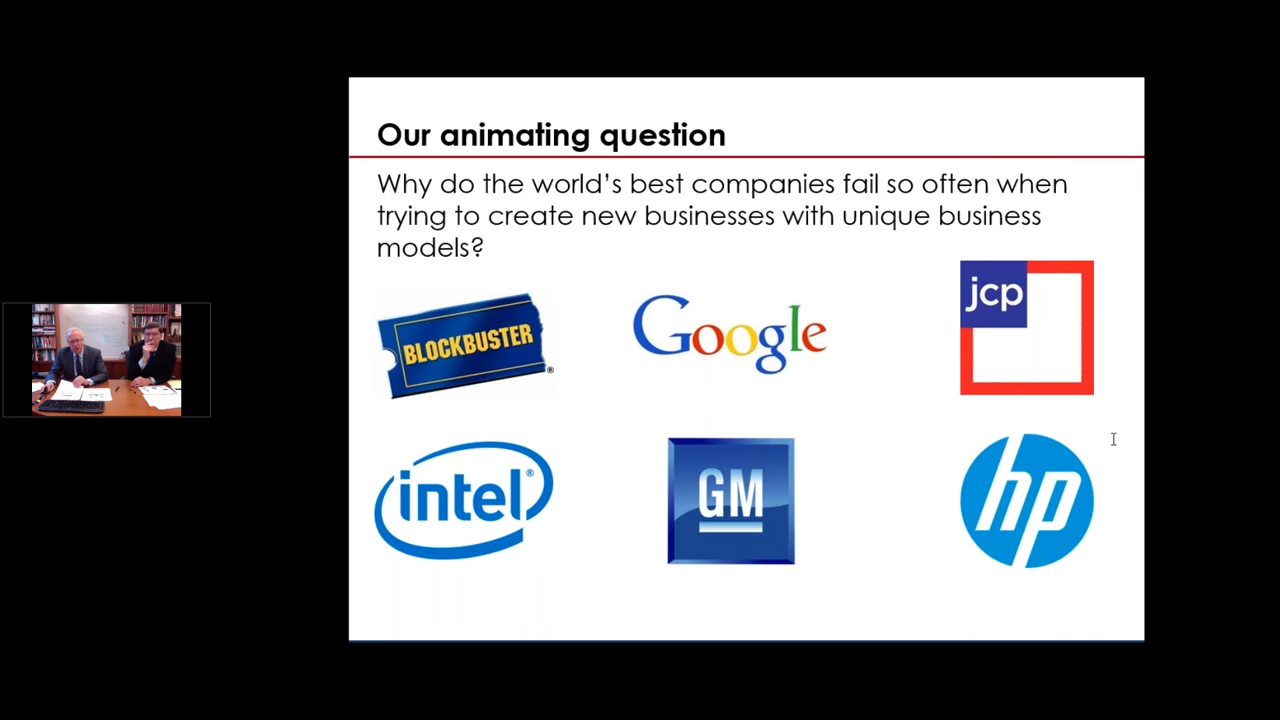 Our animating question
Why do the world’s best companies fail so often when
trying to create new businesses with unique business
models?
BLOCKBUSTER®
Google
jcp
intel®
GM
hp